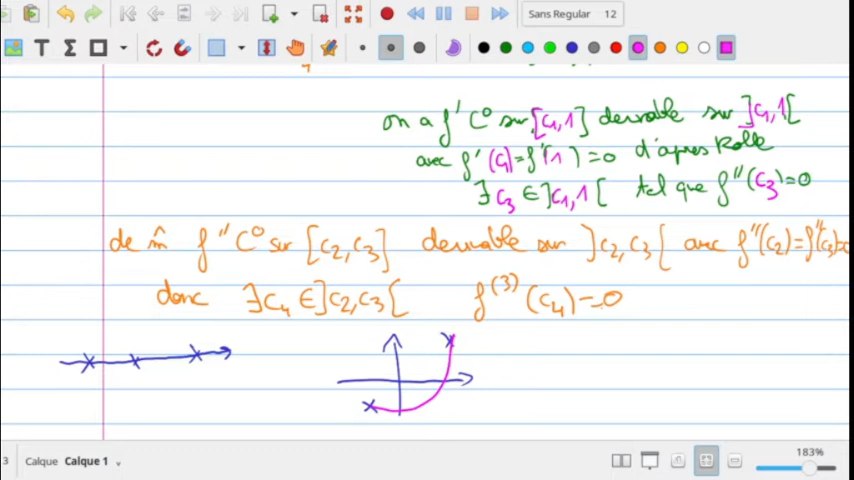 Sans Regular 12
on a f' C⁰ sur [c₁,1] derivable sur ]c₁,1[
avec f'(c₁)=f'(1)=0 d'apres Rolle
∃ c₃ ∈ ]c₁,1[ tel que f''(c₃)=0
de m̂ f'' C⁰ sur [c₂,c₃] derivable sur ]c₂,c₃[ avec f''(c₂)=f''(c₃)=0
donc ∃ c₄ ∈ ]c₂,c₃[ f⁽³⁾(c₄)=0
3 Calque Calque 1 183%